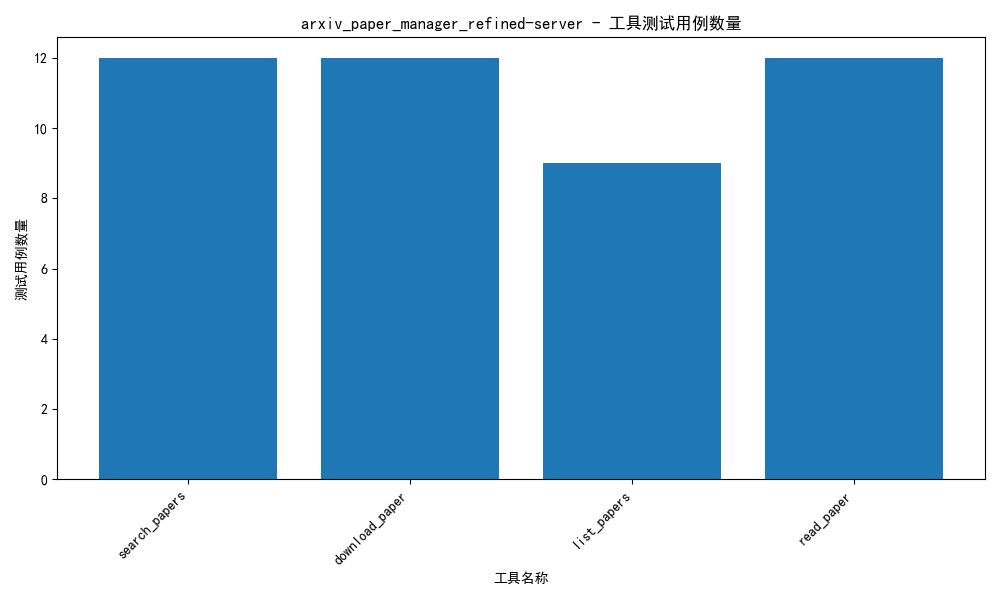 arxiv_paper_manager_refined-server - 工具测试用例数量
测试用例数量
12
10
8
6
4
2
0
search_papers
download_paper
list_papers
read_paper
工具名称